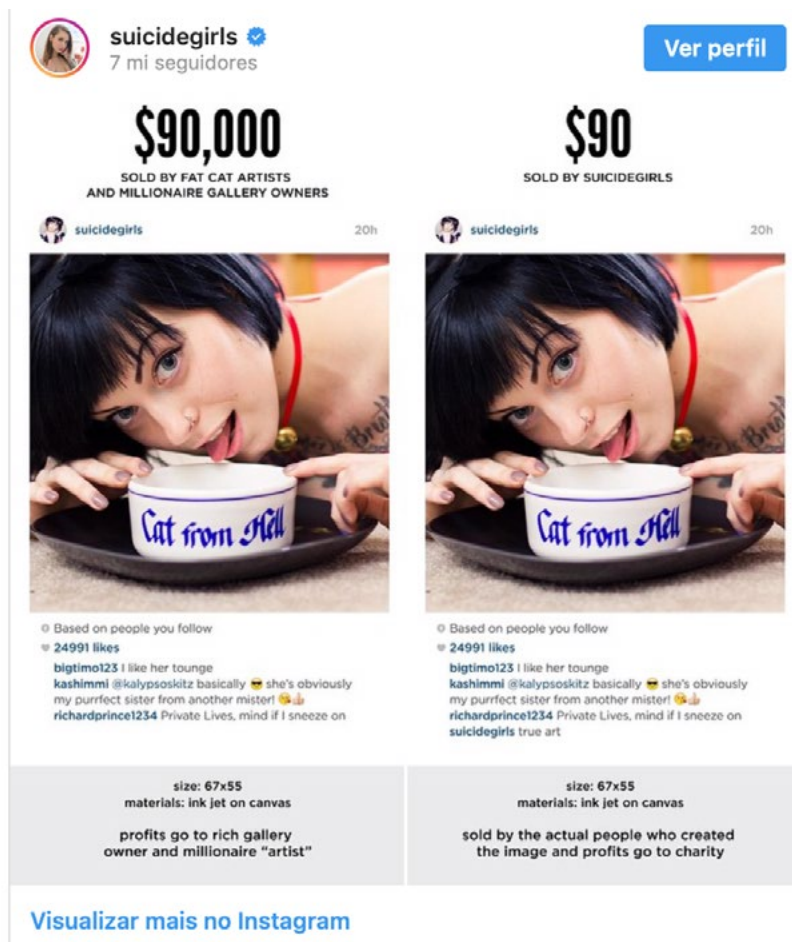 suicidegirls
7 mi seguidores
Ver perfil
$90,000
SOLD BY FAT CAT ARTISTS
AND MILLIONAIRE GALLERY OWNERS
suicidegirls 20h
Cat from Hell
Based on people you follow
24991 likes
bigtimo123 I like her tounge
kashimmi @kalypsoskitz basically 😎 she's obviously
my purrfect sister from another mister! 😘👍
richardprince1234 Private Lives, mind if I sneeze on
size: 67x55
materials: ink jet on canvas
profits go to rich gallery
owner and millionaire "artist"
$90
SOLD BY SUICIDEGIRLS
suicidegirls 20h
Cat from Hell
Based on people you follow
24991 likes
bigtimo123 I like her tounge
kashimmi @kalypsoskitz basically 😎 she's obviously
my purrfect sister from another mister! 😘👍
richardprince1234 Private Lives, mind if I sneeze on
suicidegirls true art
size: 67x55
materials: ink jet on canvas
sold by the actual people who created
the image and profits go to charity
Visualizar mais no Instagram